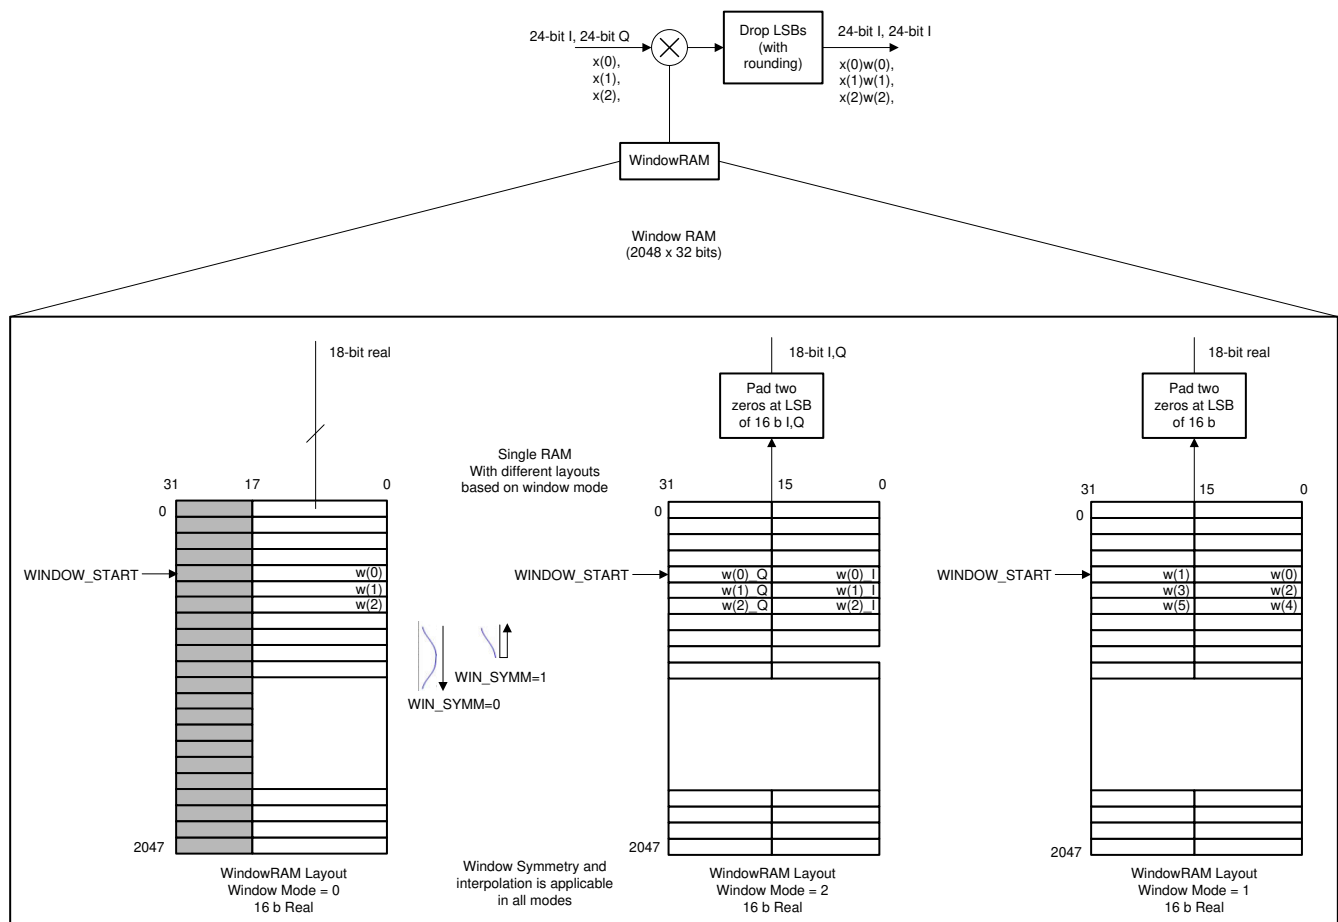 24-bit I, 24-bit Q
x(0),
x(1),
x(2),
Drop LSBs
(with
rounding)
24-bit I, 24-bit I
x(0)w(0),
x(1)w(1),
x(2)w(2),
WindowRAM
Window RAM
(2048 x 32 bits)
18-bit real
31
17
0
0
WINDOW_START
w(0)
w(1)
w(2)
2047
WindowRAM Layout
Window Mode = 0
16 b Real
Single RAM
With different layouts
based on window mode
WIN_SYMM=1
WIN_SYMM=0
Window Symmetry and
interpolation is applicable
in all modes
18-bit I,Q
Pad two
zeros at LSB
of 16 b I,Q
31
15
0
0
WINDOW_START
w(0)_Q w(0)_I
w(1)_Q w(1)_I
w(2)_Q w(2)_I
2047
WindowRAM Layout
Window Mode = 2
16 b Real
18-bit real
Pad two
zeros at LSB
of 16 b
31
15
0
0
WINDOW_START
w(1) w(0)
w(3) w(2)
w(5) w(4)
2047
WindowRAM Layout
Window Mode = 1
16 b Real